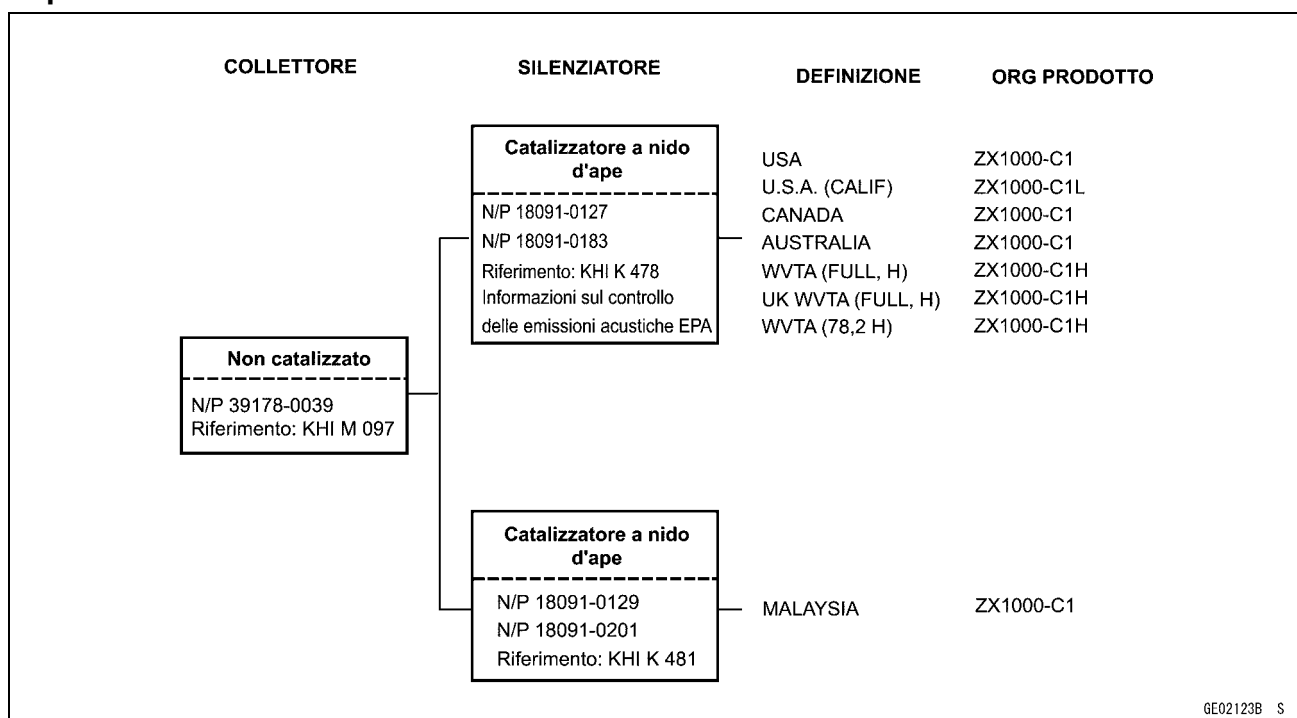 COLLETTORE
SILENZIATORE
DEFINIZIONE
ORG PRODOTTO
Non catalizzato
N/P 39178-0039
Riferimento: KHI M 097
Catalizzatore a nido
d'ape
N/P 18091-0127
N/P 18091-0183
Riferimento: KHI K 478
Informazioni sul controllo
delle emissioni acustiche EPA
USA ZX1000-C1
U.S.A. (CALIF) ZX1000-C1L
CANADA ZX1000-C1
AUSTRALIA ZX1000-C1
WVTA (FULL, H) ZX1000-C1H
UK WVTA (FULL, H) ZX1000-C1H
WVTA (78,2 H) ZX1000-C1H
Catalizzatore a nido
d'ape
N/P 18091-0129
N/P 18091-0201
Riferimento: KHI K 481
MALAYSIA ZX1000-C1
GE02123B S